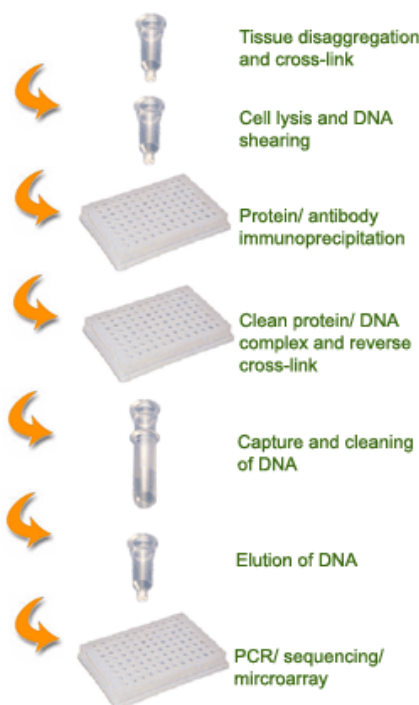 Tissue disaggregation
and cross-link
Cell lysis and DNA
shearing
Protein/ antibody
immunoprecipitation
Clean protein/ DNA
complex and reverse
cross-link
Capture and cleaning
of DNA
Elution of DNA
PCR/ sequencing/
mircroarray